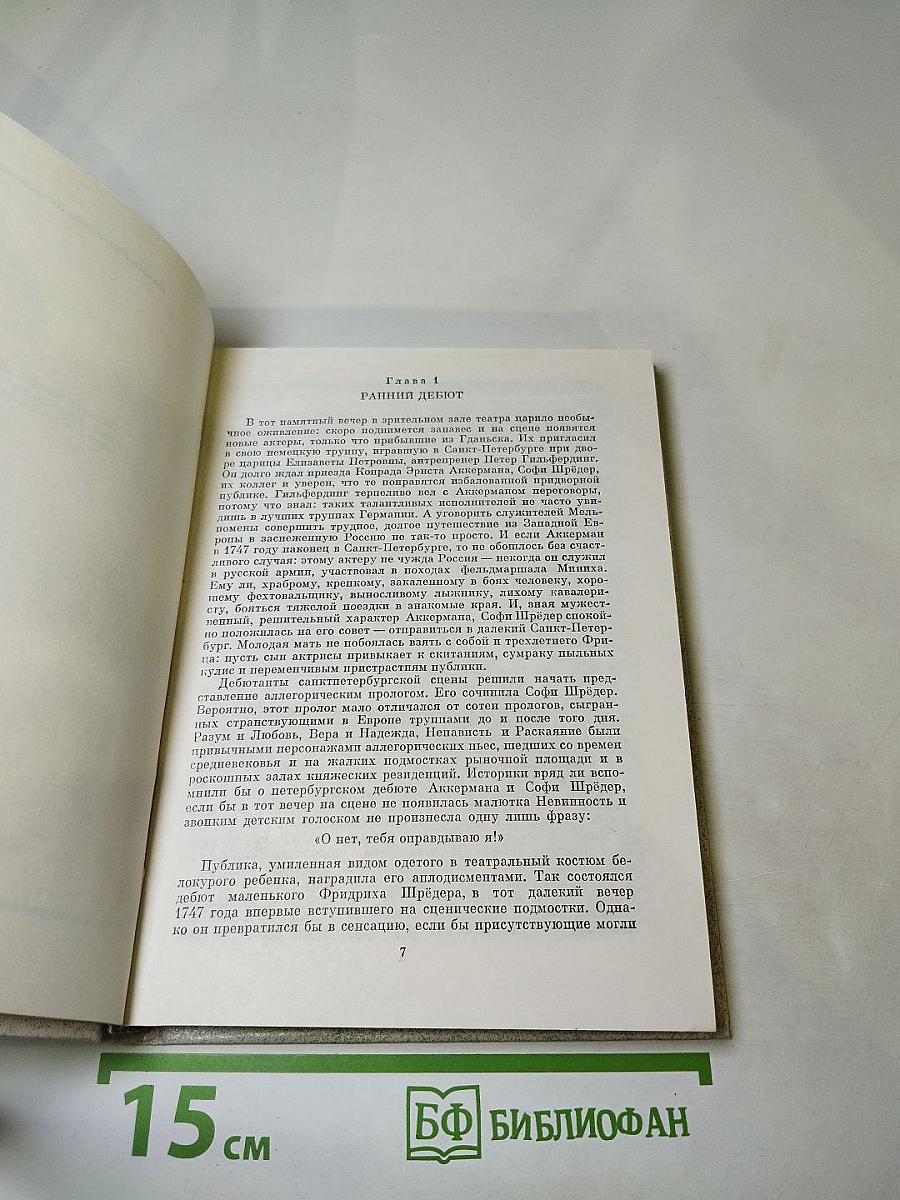 Глава 1
РАННИЙ ДЕБЮТ
В тот памятный вечер в зрительном зале театра царило необы-
чное оживление: скоро поднимется занавес и на сцене появятся
новые актеры, только что прибывшие из Гданьска. Их пригласил
в свою немецкую труппу, игравшую в Санкт-Петербурге при дво-
ре царицы Елизаветы Петровны, антрепренер Петер Гильфердинг.
Он долго ждал приезда Конрада Эрнста Аккермана, Софи Шрёдер,
их коллег и уверен, что те понравятся избалованной придворной
публике. Гильфердинг терпеливо вел с Аккерманом переговоры,
потому что знал: таких талантливых исполнителей не часто уви-
дишь в лучших труппах Германии. А уговорить служителей Мель-
помены совершить трудное, долгое путешествие из Западной Ев-
ропы в заснеженную Россию не так-то просто. И если Аккерман
в 1747 году наконец в Санкт-Петербурге, то не обошлось без счаст-
ливого случая: этому актеру не чужда Россия — некогда он служил
в русской армии, участвовал в походах фельдмаршала Миниха.
Ему ли, храброму, крепкому, закаленному в боях человеку, хоро-
шему фехтовальщику, выносливому лыжнику, лихому кавалери-
сту, бояться тяжелой поездки в знакомые края. И, зная мужест-
венный, решительный характер Аккермана, Софи Шрёдер спокой-
но положилась на его совет — отправиться в далекий Санкт-Петер-
бург. Молодая мать не побоялась взять с собой и трехлетнего Фри-
ца: пусть сын актрисы привыкает к скитаниям, сумраку пыльных
кулис и переменчивым пристрастиям публики.
Дебютанты санктпетербургской сцены решили начать пред-
ставление аллегорическим прологом. Его сочинила Софи Шрёдер.
Вероятно, этот пролог мало отличался от сотен прологов, сыгран-
ных странствующими в Европе труппами до и после того дня.
Разум и Любовь, Вера и Надежда, Ненависть и Раскаяние были
привычными персонажами аллегорических пьес, шедших со времен
средневековья и на жалких подмостках рыночной площади и в
роскошных залах княжеских резиденций. Историки вряд ли вспо-
мнили бы о петербургском дебюте Аккермана и Софи Шрёдер,
если бы в тот вечер на сцене не появилась малютка Невинность и
звонким детским голоском не произнесла одну лишь фразу:
«О нет, тебя оправдываю я!»
Публика, умиленная видом одетого в театральный костюм бе-
локурого ребенка, наградила его аплодисментами. Так состоялся
дебют маленького Фридриха Шрёдера, в тот далекий вечер
1747 года впервые вступившего на сценические подмостки. Одна-
ко он превратился бы в сенсацию, если бы присутствующие могли
7
15 см
БФ БИБЛИОФАН